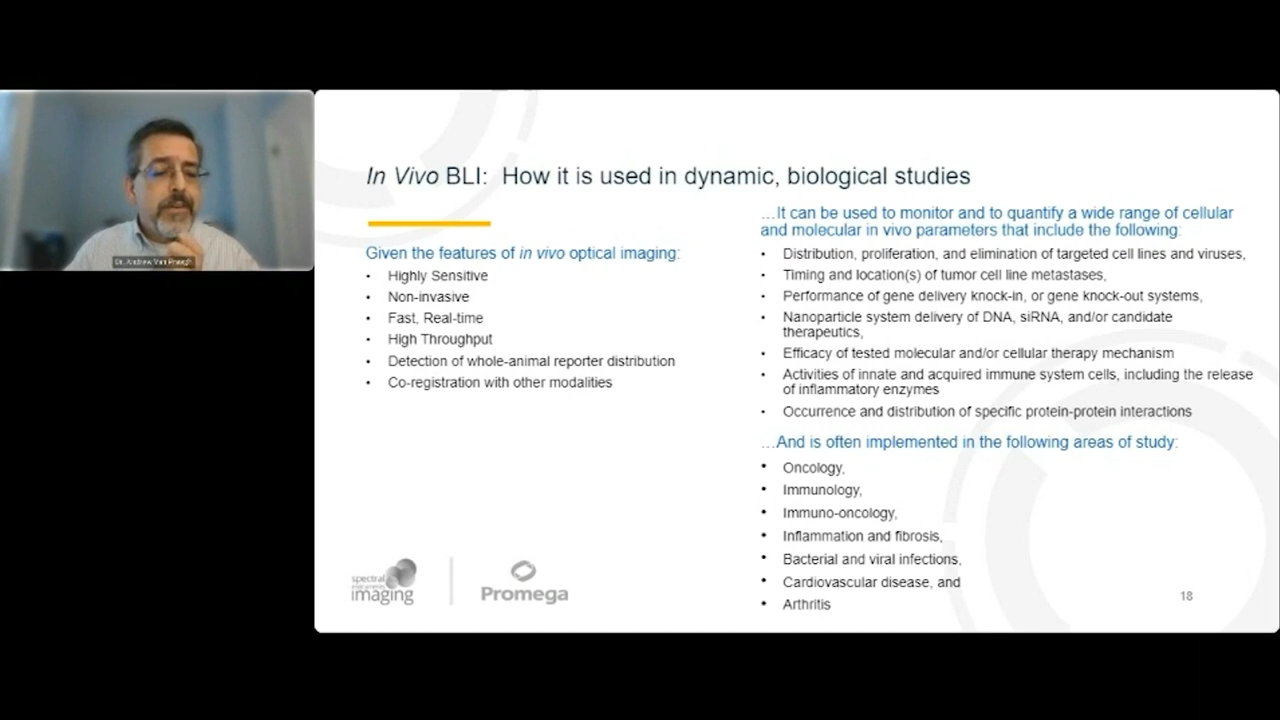 Dr. Andrew Van Praagh
In Vivo BLI: How it is used in dynamic, biological studies
Given the features of in vivo optical imaging:
• Highly Sensitive
• Non-invasive
• Fast, Real-time
• High Throughput
• Detection of whole-animal reporter distribution
• Co-registration with other modalities
…It can be used to monitor and to quantify a wide range of cellular
and molecular in vivo parameters that include the following:
• Distribution, proliferation, and elimination of targeted cell lines and viruses,
• Timing and location(s) of tumor cell line metastases,
• Performance of gene delivery knock-in, or gene knock-out systems,
• Nanoparticle system delivery of DNA, siRNA, and/or candidate
therapeutics,
• Efficacy of tested molecular and/or cellular therapy mechanism
• Activities of innate and acquired immune system cells, including the release
of inflammatory enzymes
• Occurrence and distribution of specific protein-protein interactions
…And is often implemented in the following areas of study:
• Oncology,
• Immunology,
• Immuno-oncology,
• Inflammation and fibrosis,
• Bacterial and viral infections,
• Cardiovascular disease, and
• Arthritis
spectral
instruments
imaging
Promega
18